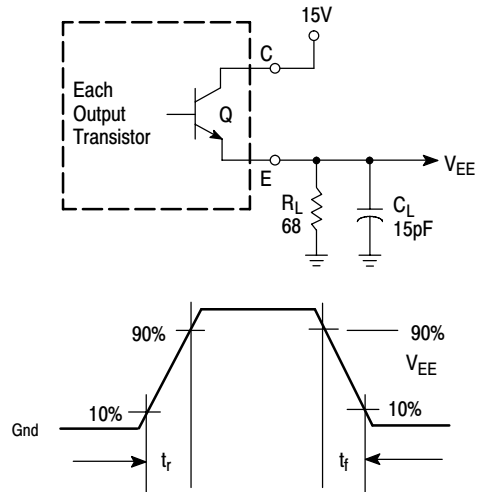 15V
C
Each
Output
Transistor
Q
E
V_EE
R_L
68
C_L
15pF
90%
90%
V_EE
10%
10%
Gnd
t_r
t_f